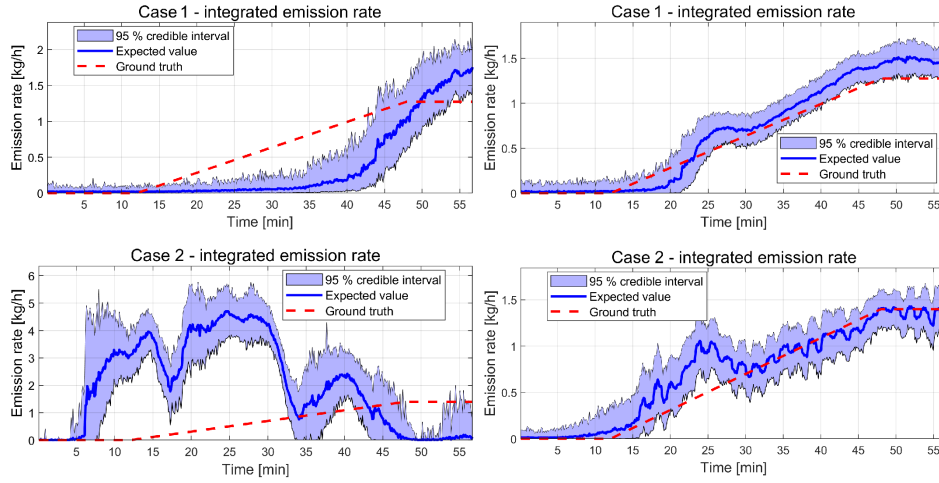 Case 1 - integrated emission rate
Emission rate [kg/h]
2
1.5
1
0.5
0
95 % credible interval
Expected value
Ground truth
5 10 15 20 25 30 35 40 45 50 55
Time [min]
Case 1 - integrated emission rate
Emission rate [kg/h]
1.5
1
0.5
0
95 % credible interval
Expected value
Ground truth
5 10 15 20 25 30 35 40 45 50 55
Time [min]
Case 2 - integrated emission rate
Emission rate [kg/h]
6
5
4
3
2
1
0
95 % credible interval
Expected value
Ground truth
5 10 15 20 25 30 35 40 45 50 55
Time [min]
Case 2 - integrated emission rate
Emission rate [kg/h]
1.5
1
0.5
0
95 % credible interval
Expected value
Ground truth
5 10 15 20 25 30 35 40 45 50 55
Time [min]